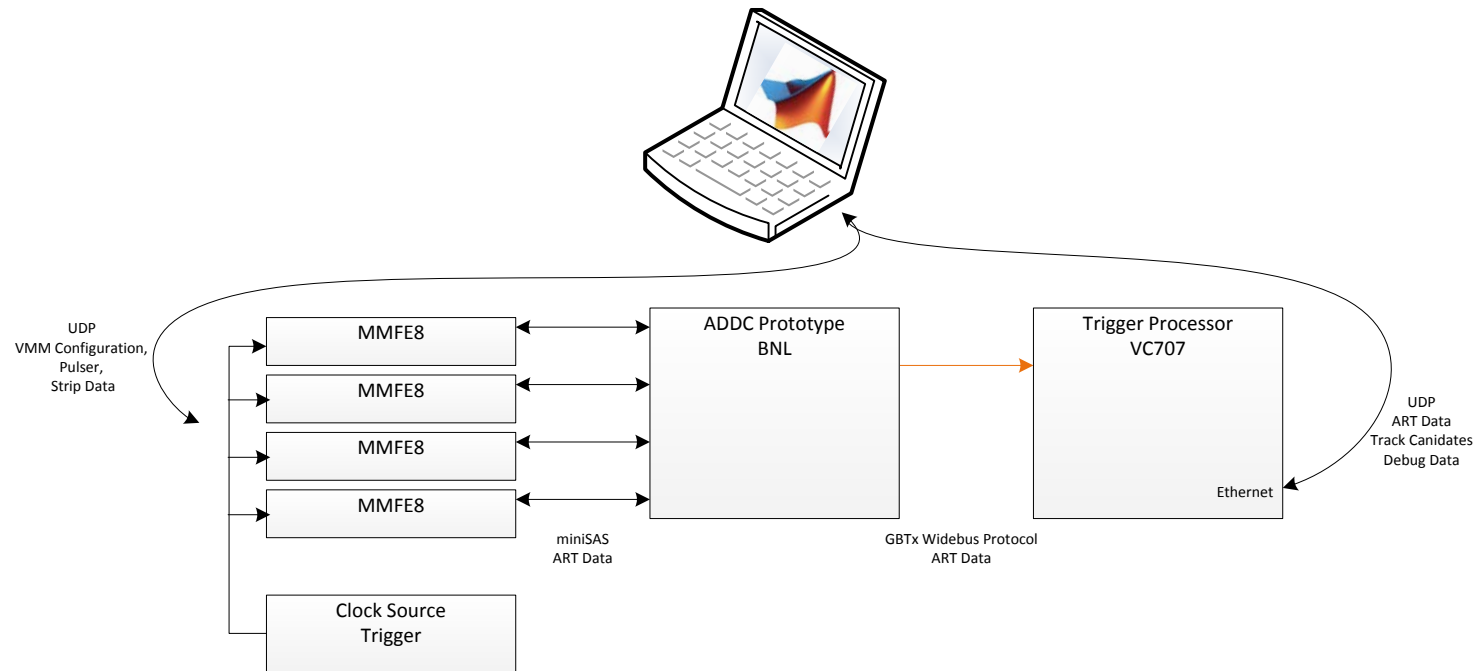 UDP
VMM Configuration,
Pulser,
Strip Data
MMFE8
MMFE8
MMFE8
MMFE8
Clock Source
Trigger
miniSAS
ART Data
ADDC Prototype
BNL
GBTx Widebus Protocol
ART Data
Trigger Processor
VC707
Ethernet
UDP
ART Data
Track Canidates
Debug Data